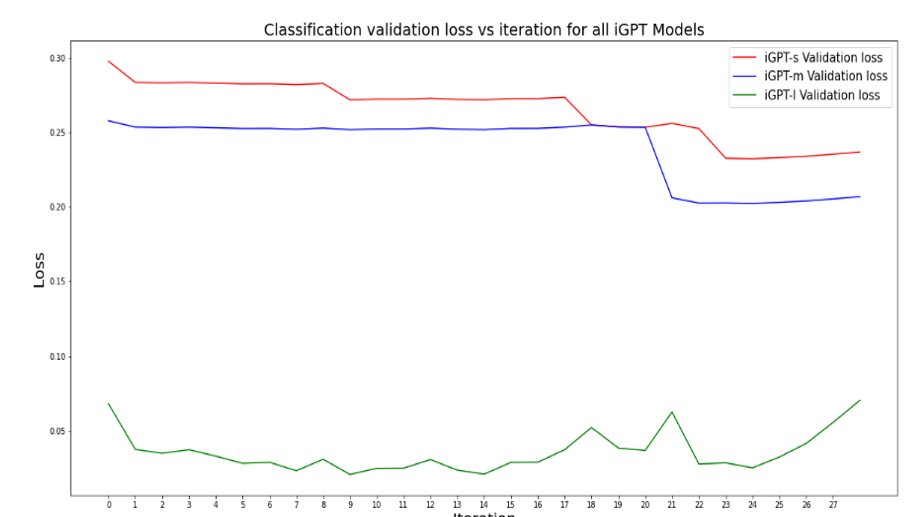 Classification validation loss vs iteration for all iGPT Models
iGPT-s Validation loss
iGPT-m Validation loss
iGPT-l Validation loss
0.30
0.25
0.20
0.15
0.10
0.05
Loss
0 1 2 3 4 5 6 7 8 9 10 11 12 13 14 15 16 17 18 19 20 21 22 23 24 25 26 27
Iteration